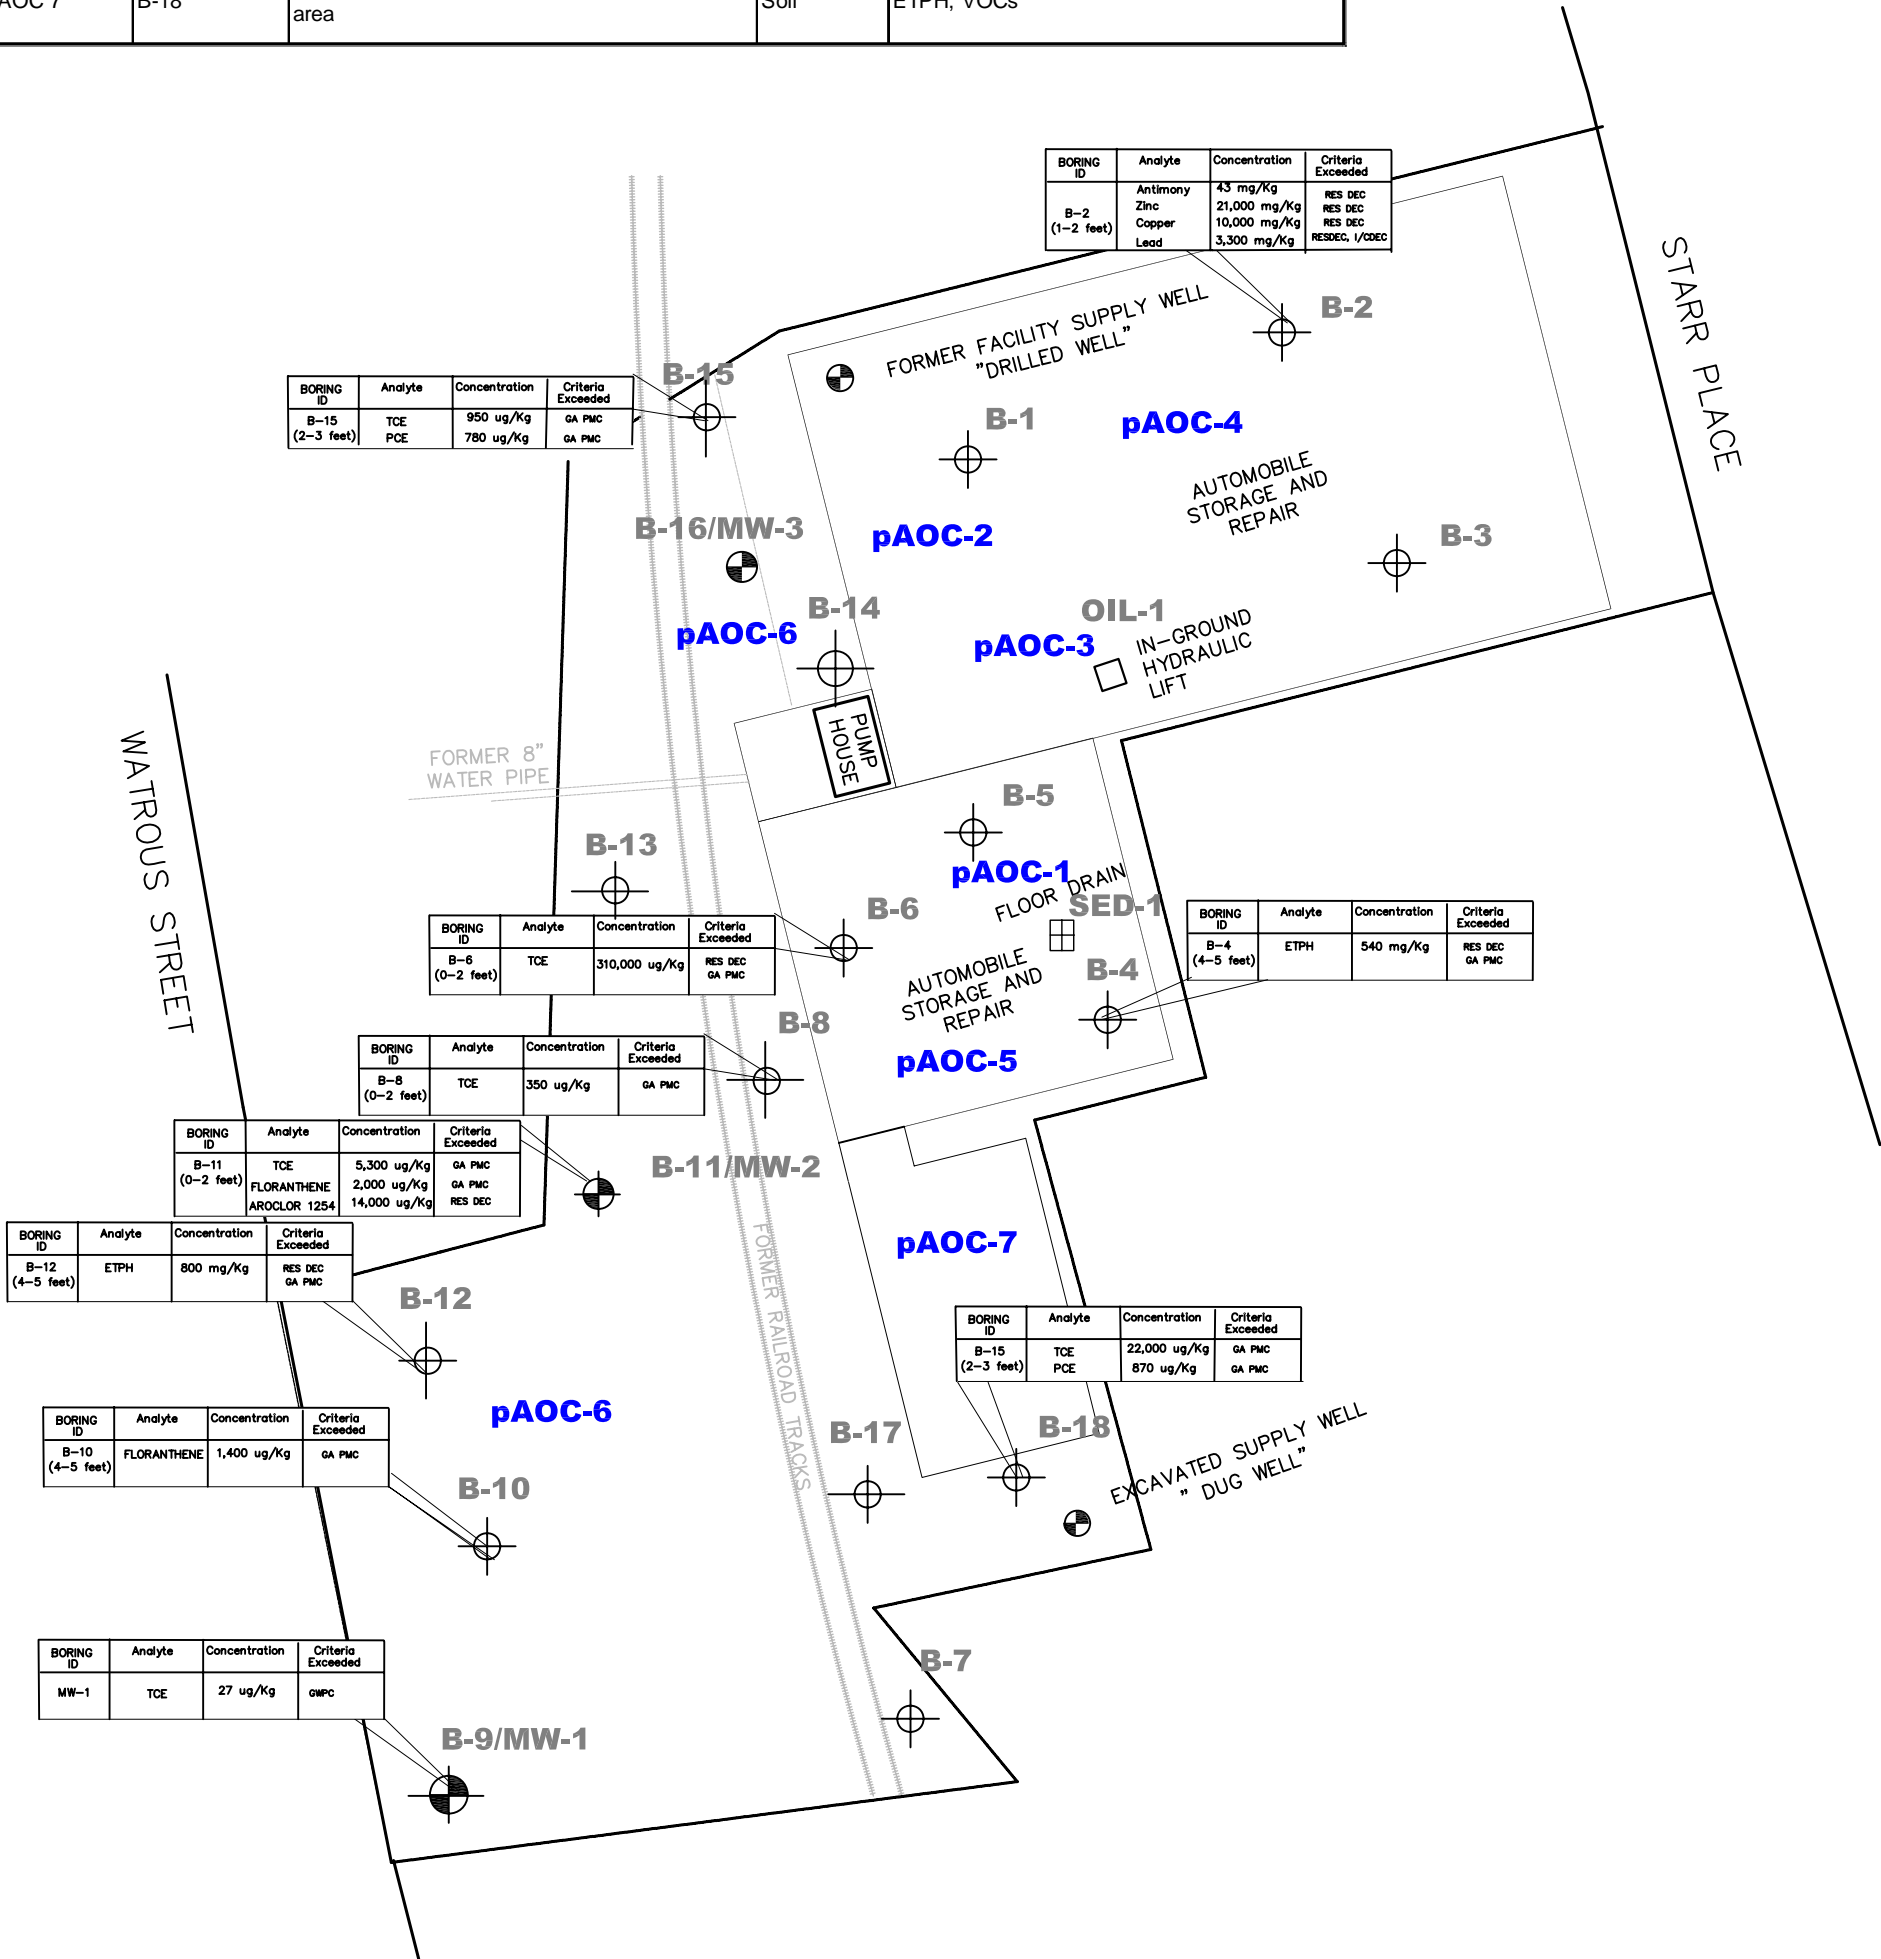 AOC 7 B-18 area Soil ETPH, VOCs
BORING ID Analyte Concentration Criteria Exceeded
B-2 (1-2 feet)
Antimony 43 mg/Kg RES DEC
Zinc 21,000 mg/Kg RES DEC
Copper 10,000 mg/Kg RES DEC
Lead 3,300 mg/Kg RESDEC, I/CDEC
STARR PLACE
B-2
FORMER FACILITY SUPPLY WELL
"DRILLED WELL"
B-15
BORING ID Analyte Concentration Criteria Exceeded
B-15 (2-3 feet)
TCE 950 ug/Kg GA PMC
PCE 780 ug/Kg GA PMC
B-1
pAOC-4
AUTOMOBILE
STORAGE AND
REPAIR
B-16/MW-3
pAOC-2
B-3
B-14
pAOC-6
OIL-1
pAOC-3
IN-GROUND
HYDRAULIC
LIFT
PUMP
HOUSE
FORMER 8"
WATER PIPE
WATROUS STREET
B-5
B-13
pAOC-1
FLOOR DRAIN
SED-1
B-6
BORING ID Analyte Concentration Criteria Exceeded
B-6 (0-2 feet) TCE 310,000 ug/Kg RES DEC GA PMC
BORING ID Analyte Concentration Criteria Exceeded
B-4 (4-5 feet) ETPH 540 mg/Kg RES DEC GA PMC
AUTOMOBILE
STORAGE AND
REPAIR
B-4
B-8
pAOC-5
BORING ID Analyte Concentration Criteria Exceeded
B-8 (0-2 feet) TCE 350 ug/Kg GA PMC
BORING ID Analyte Concentration Criteria Exceeded
B-11 (0-2 feet)
TCE 5,300 ug/Kg GA PMC
FLORANTHENE 2,000 ug/Kg GA PMC
AROCLOR 1254 14,000 ug/Kg RES DEC
B-11/MW-2
BORING ID Analyte Concentration Criteria Exceeded
B-12 (4-5 feet) ETPH 800 mg/Kg RES DEC GA PMC
B-12
FORMER RAILROAD TRACKS
pAOC-7
BORING ID Analyte Concentration Criteria Exceeded
B-15 (2-3 feet)
TCE 22,000 ug/Kg GA PMC
PCE 870 ug/Kg GA PMC
pAOC-6
BORING ID Analyte Concentration Criteria Exceeded
B-10 (4-5 feet) FLORANTHENE 1,400 ug/Kg GA PMC
B-10
B-17
B-18
EXCAVATED SUPPLY WELL
" DUG WELL"
BORING ID Analyte Concentration Criteria Exceeded
MW-1 TCE 27 ug/Kg GWPC
B-7
B-9/MW-1